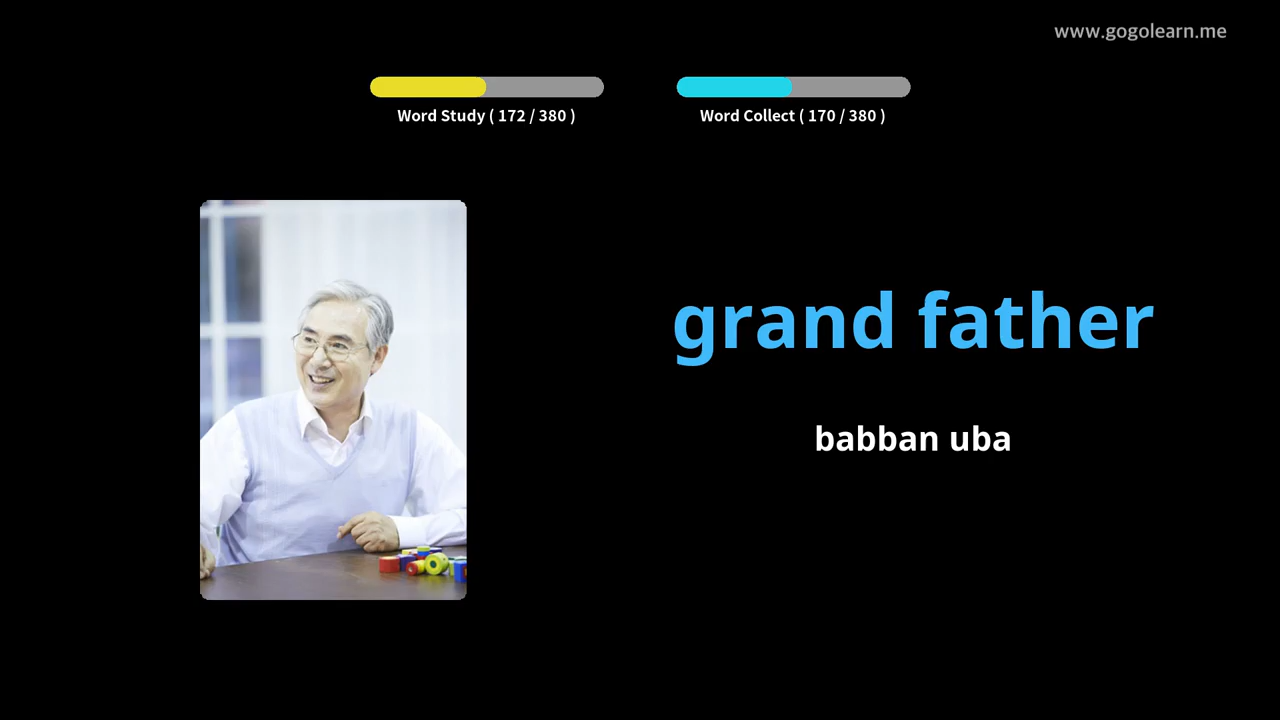 www.gogolearn.me
Word Study ( 172 / 380 )
Word Collect ( 170 / 380 )
grand father
babban uba